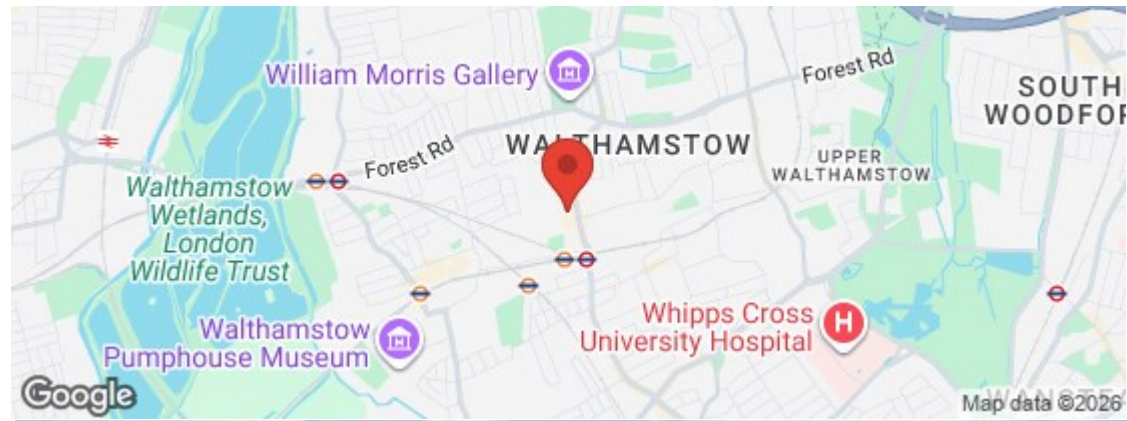 William Morris Gallery
Forest Rd
SOUTH
WOODFOR
WALTHAMSTOW
Forest Rd
UPPER
WALTHAMSTOW
Walthamstow
Wetlands,
London
Wildlife Trust
Whipps Cross
University Hospital
H
Walthamstow
Pumphouse Museum
Google
WANSTEA
Map data ©2026